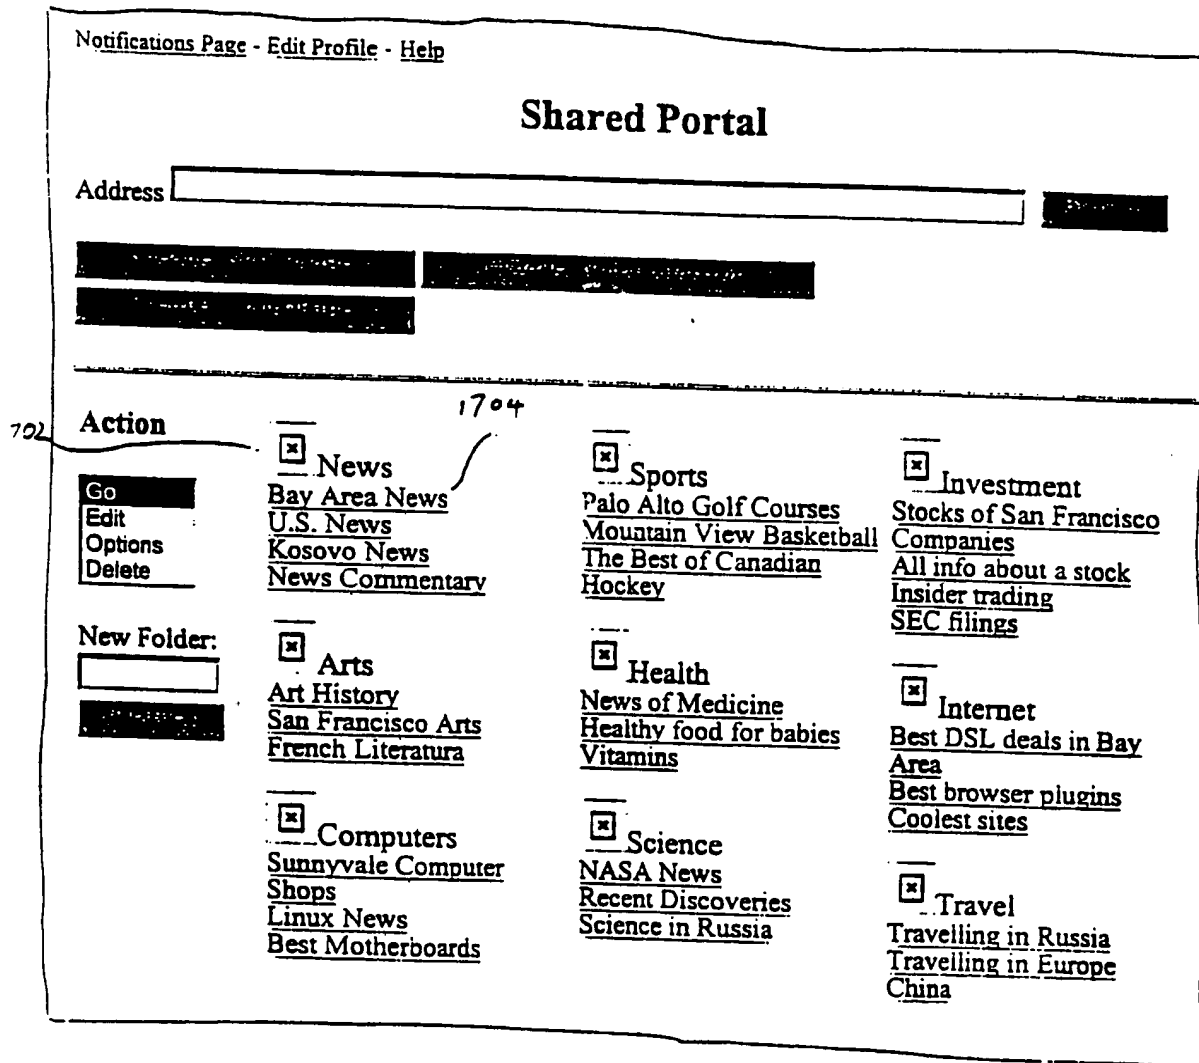 Notifications Page - Edit Profile - Help
Shared Portal
Address
1704
702
Action
Go
Edit
Options
Delete
New Folder:
News
Bay Area News
U.S. News
Kosovo News
News Commentary
Sports
Palo Alto Golf Courses
Mountain View Basketball
The Best of Canadian
Hockey
Investment
Stocks of San Francisco
Companies
All info about a stock
Insider trading
SEC filings
Arts
Art History
San Francisco Arts
French Literatura
Health
News of Medicine
Healthy food for babies
Vitamins
Internet
Best DSL deals in Bay
Area
Best browser plugins
Coolest sites
Computers
Sunnyvale Computer
Shops
Linux News
Best Motherboards
Science
NASA News
Recent Discoveries
Science in Russia
Travel
Travelling in Russia
Travelling in Europe
China